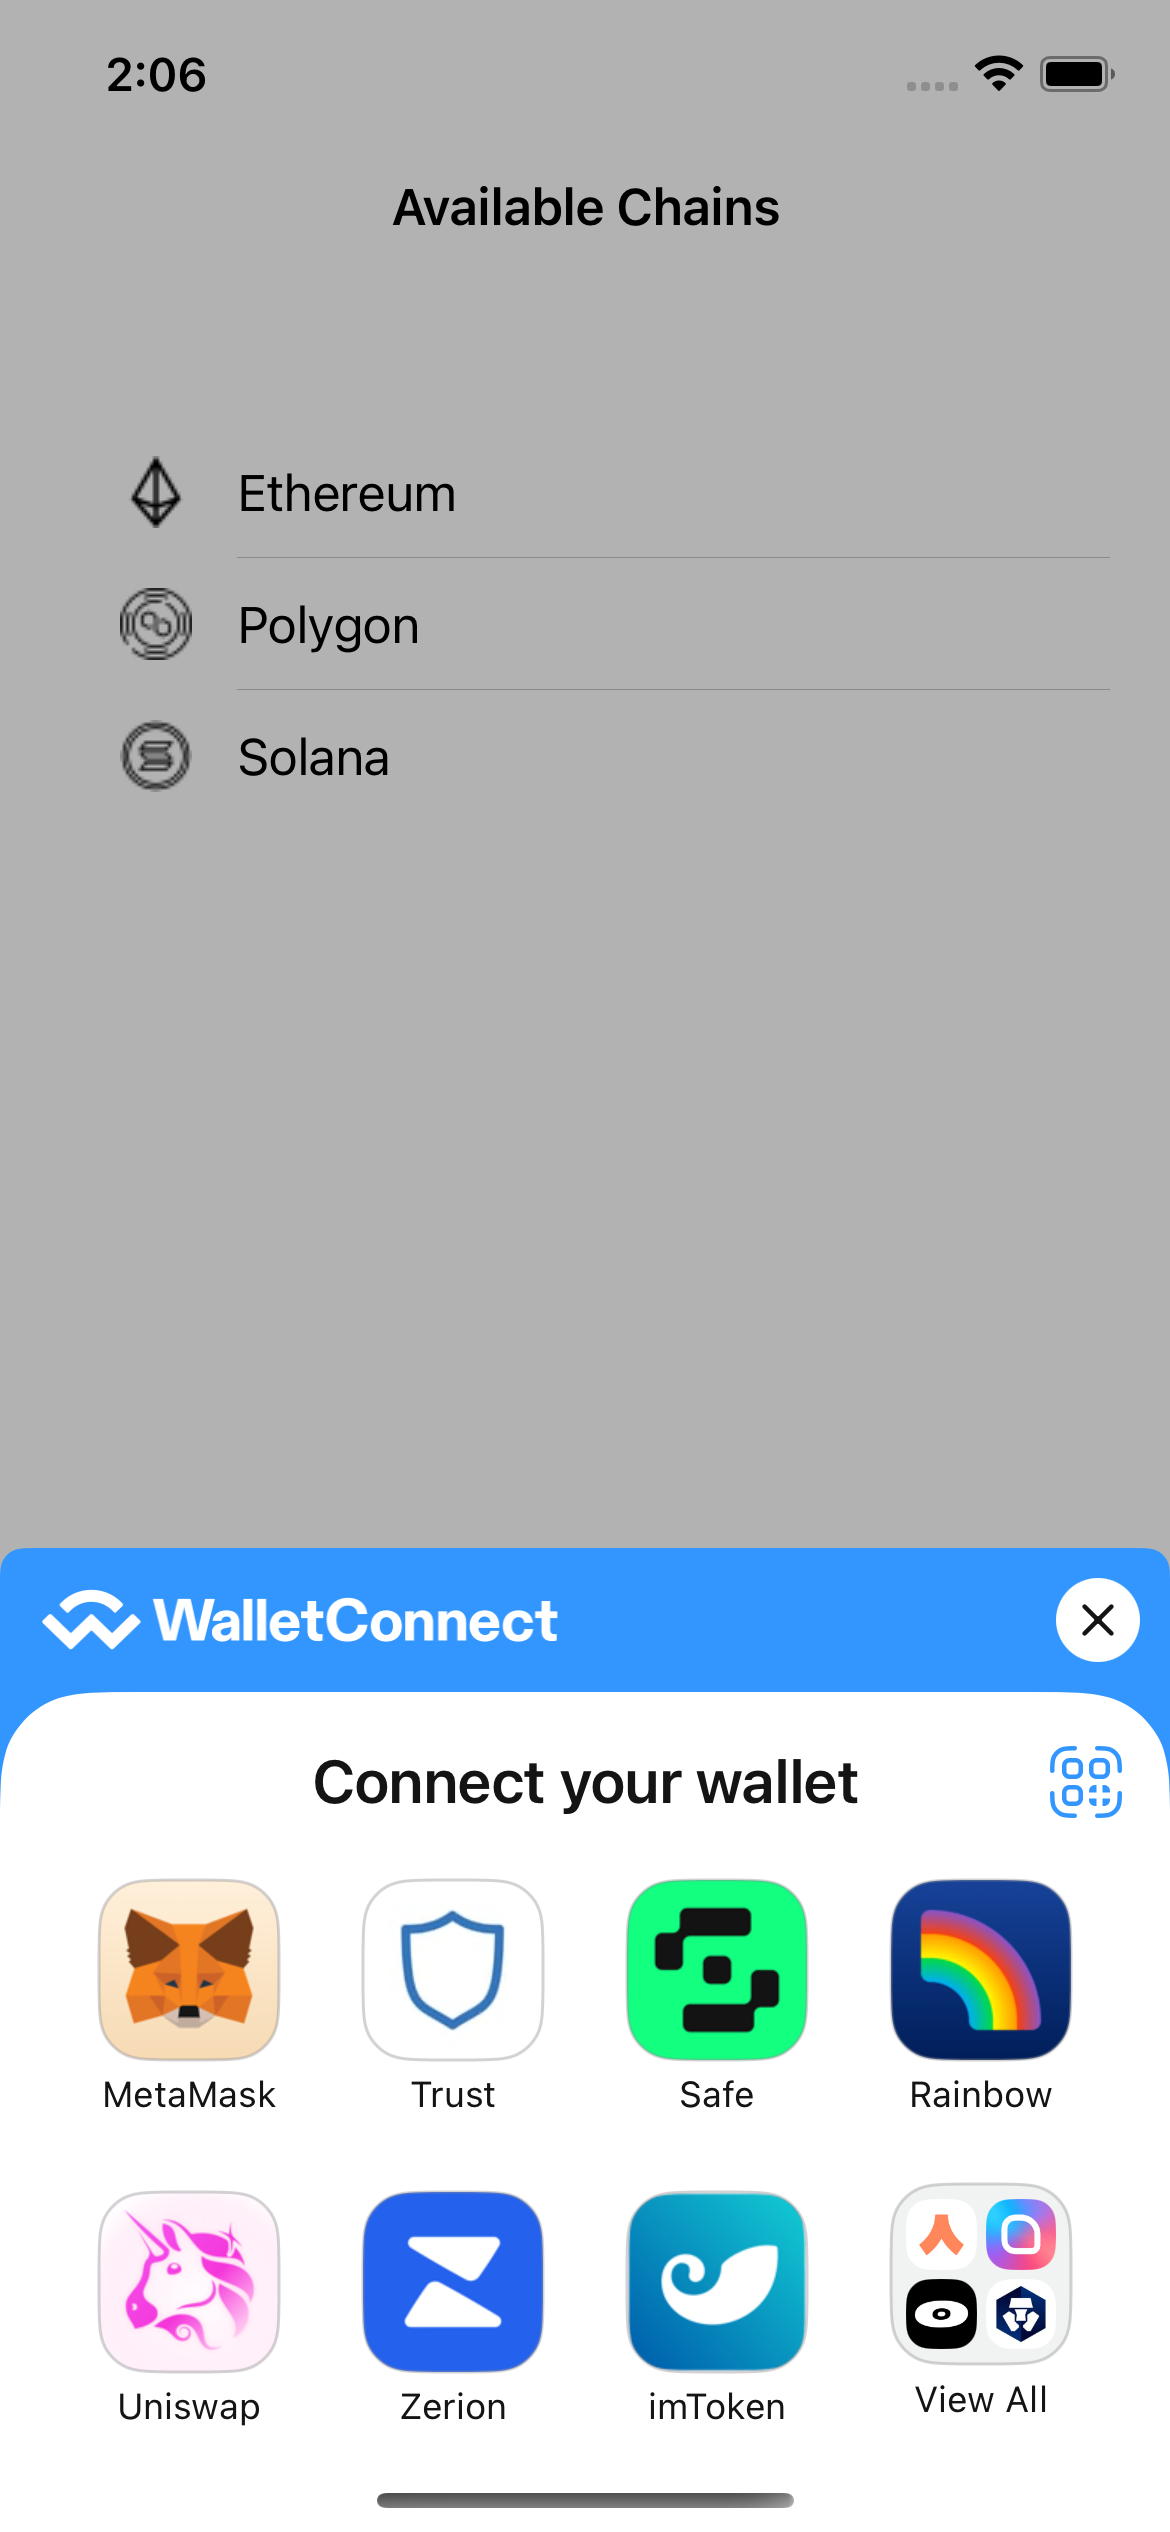 2:06
Available Chains
Ethereum
Polygon
Solana
WalletConnect
Connect your wallet
MetaMask
Trust
Safe
Rainbow
Uniswap
Zerion
imToken
View All